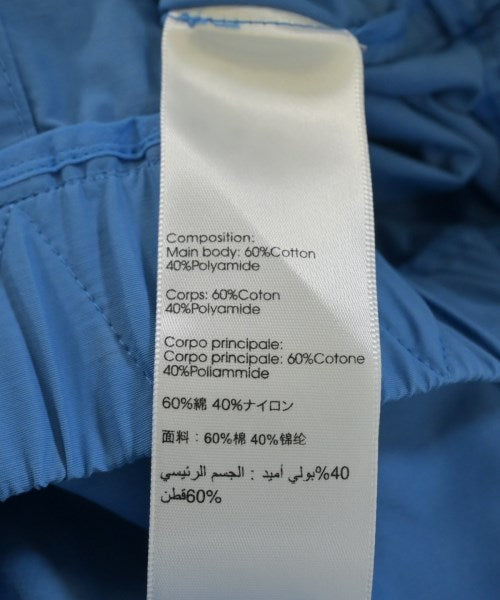 Composition:
Main body: 60%Cotton
40%Polyamide
Corps: 60%Coton
40%Polyamide
Corpo principale:
Corpo principale: 60%Cotone
40%Poliammide
60%綿 40%ナイロン
面料：60%棉 40%锦纶
40%بولي أميد : الجسم الرئيسي
60%قطن